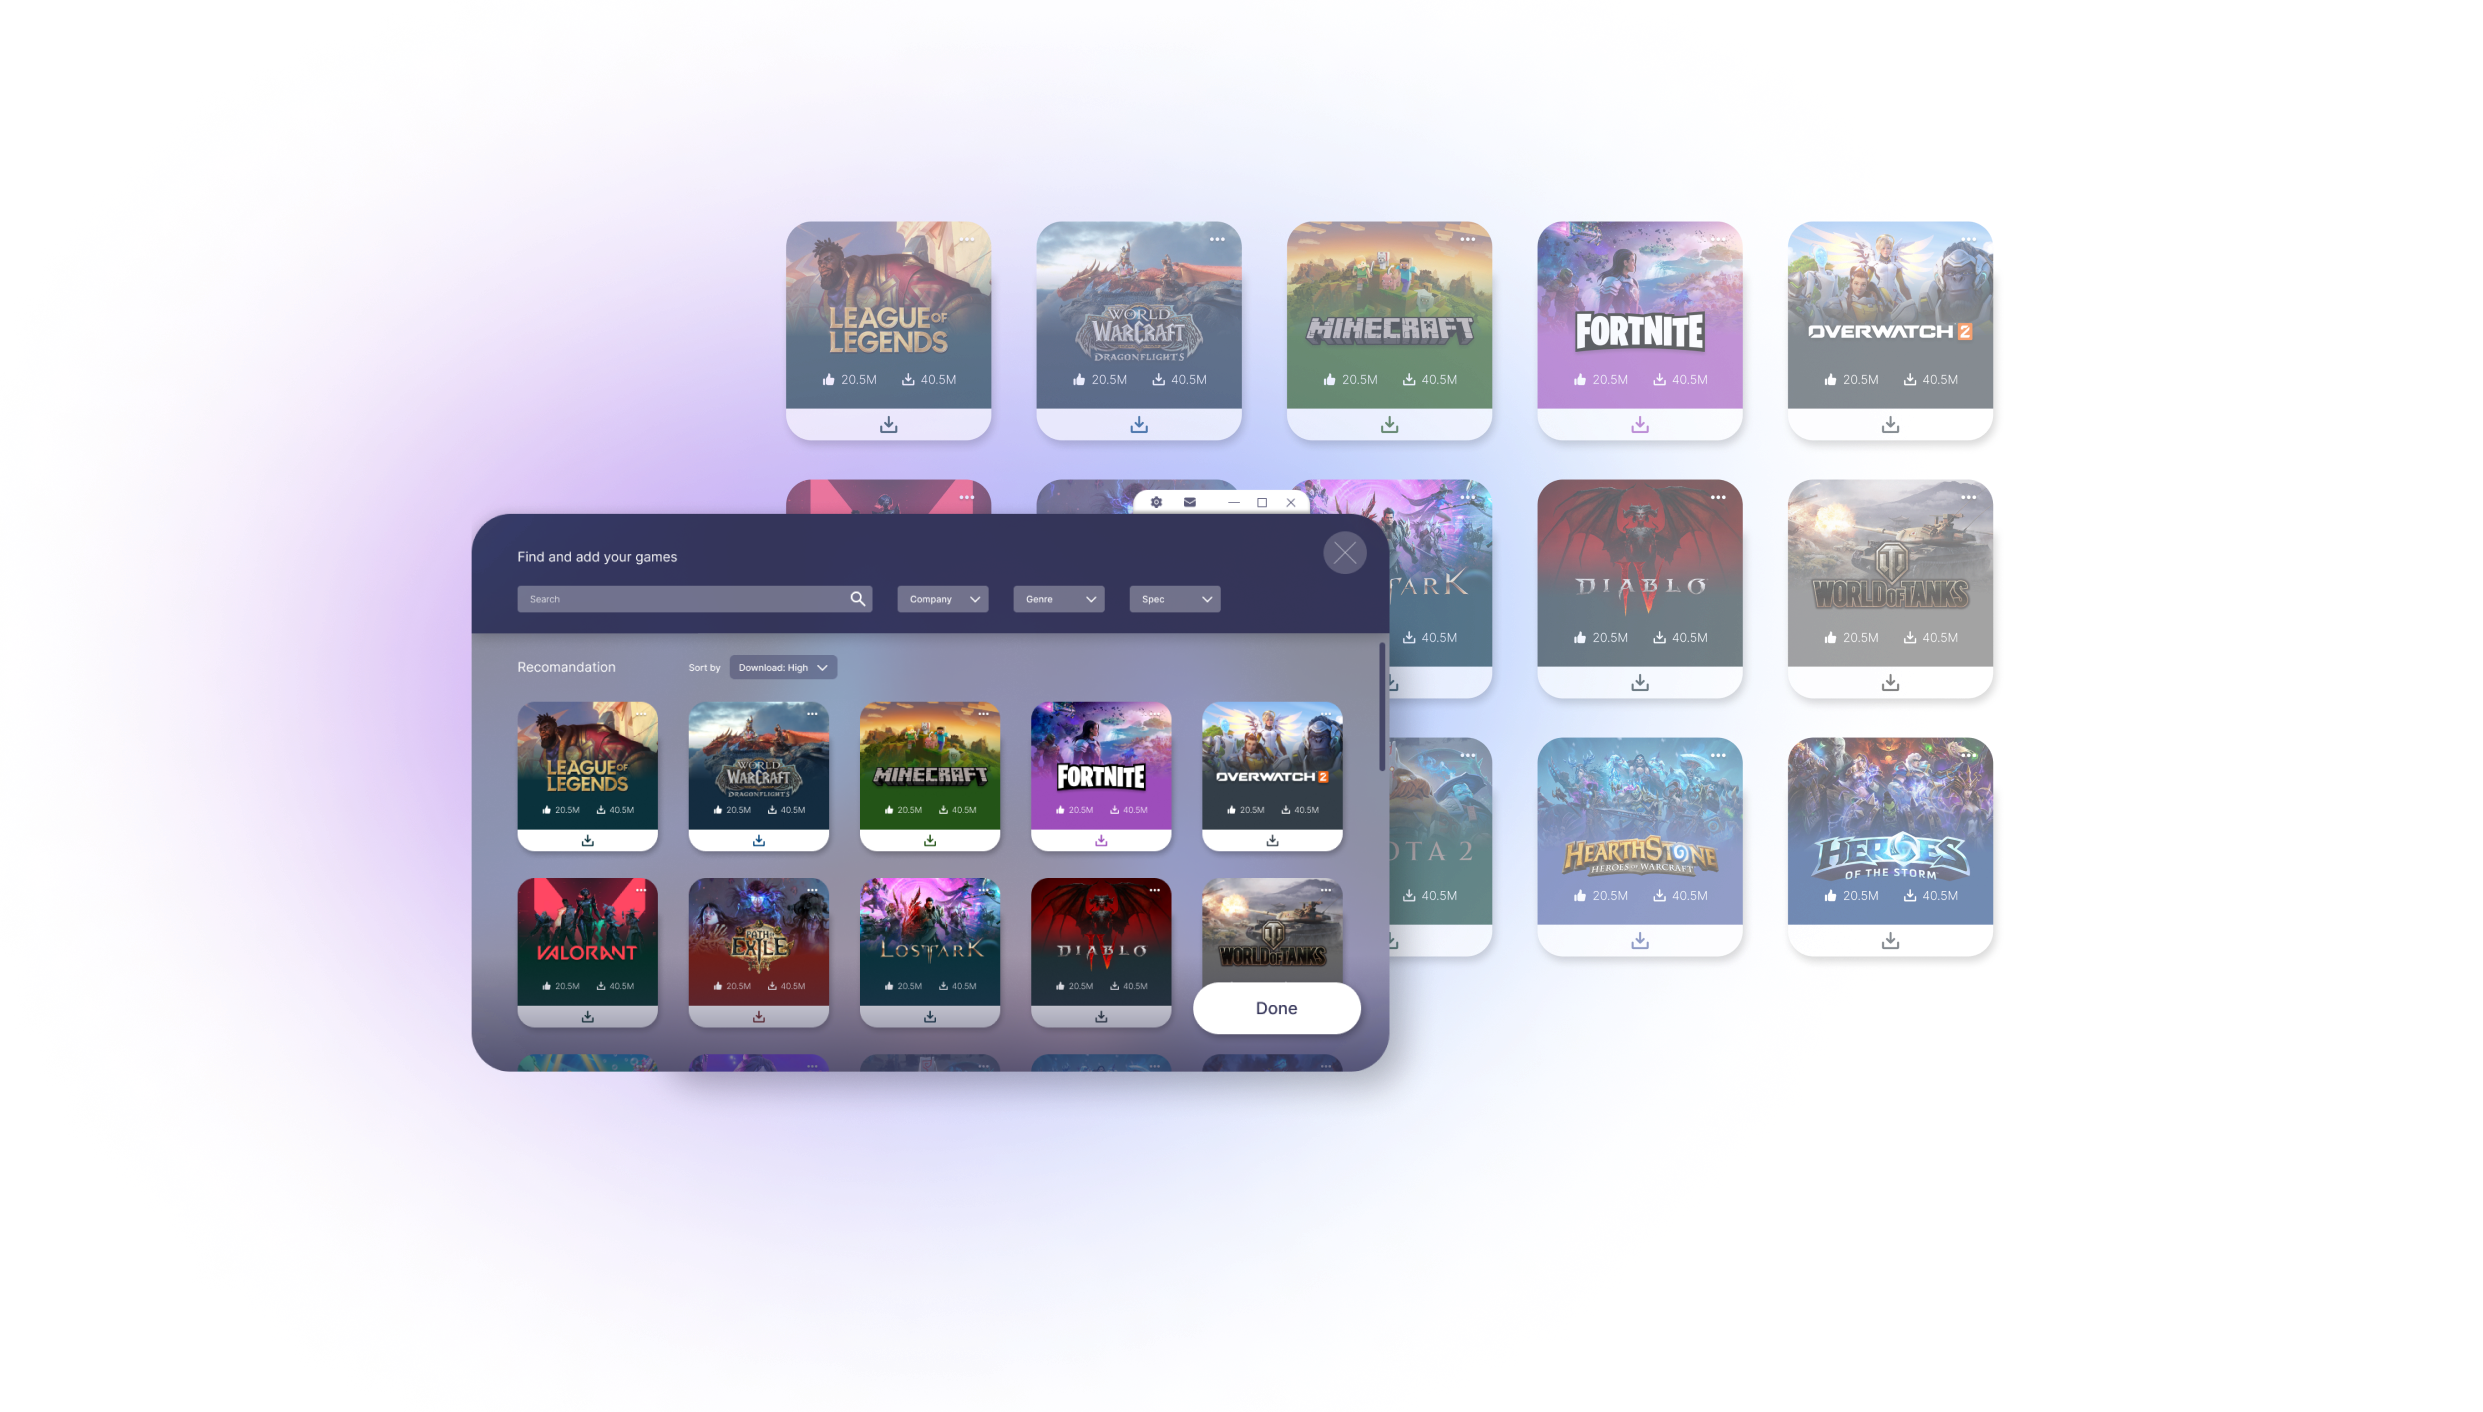 LEAGUE OF
LEGENDS
20.5M 40.5M
WORLD
WARCRAFT
DRAGONFLIGHTS
20.5M 40.5M
MINECRAFT
20.5M 40.5M
FORTNITE
20.5M 40.5M
OVERWATCH 2
20.5M 40.5M
40.5M
DIABLO
20.5M 40.5M
WORLD OF TANKS
20.5M 40.5M
OTA 2
40.5M
HEARTHSTONE
HEROES OF WARCRAFT
20.5M 40.5M
HEROES
OF THE STORM
20.5M 40.5M
Find and add your games
Search
Company
Genre
Spec
Recomandation
Sort by
Download: High
LEAGUE OF
LEGENDS
20.5M 40.5M
WORLD
WARCRAFT
DRAGONFLIGHTS
20.5M 40.5M
MINECRAFT
20.5M 40.5M
FORTNITE
20.5M 40.5M
OVERWATCH 2
20.5M 40.5M
VALORANT
20.5M 40.5M
PATH OF
EXILE
20.5M 40.5M
LOST ARK
20.5M 40.5M
DIABLO
20.5M 40.5M
WORLD OF TANKS
Done